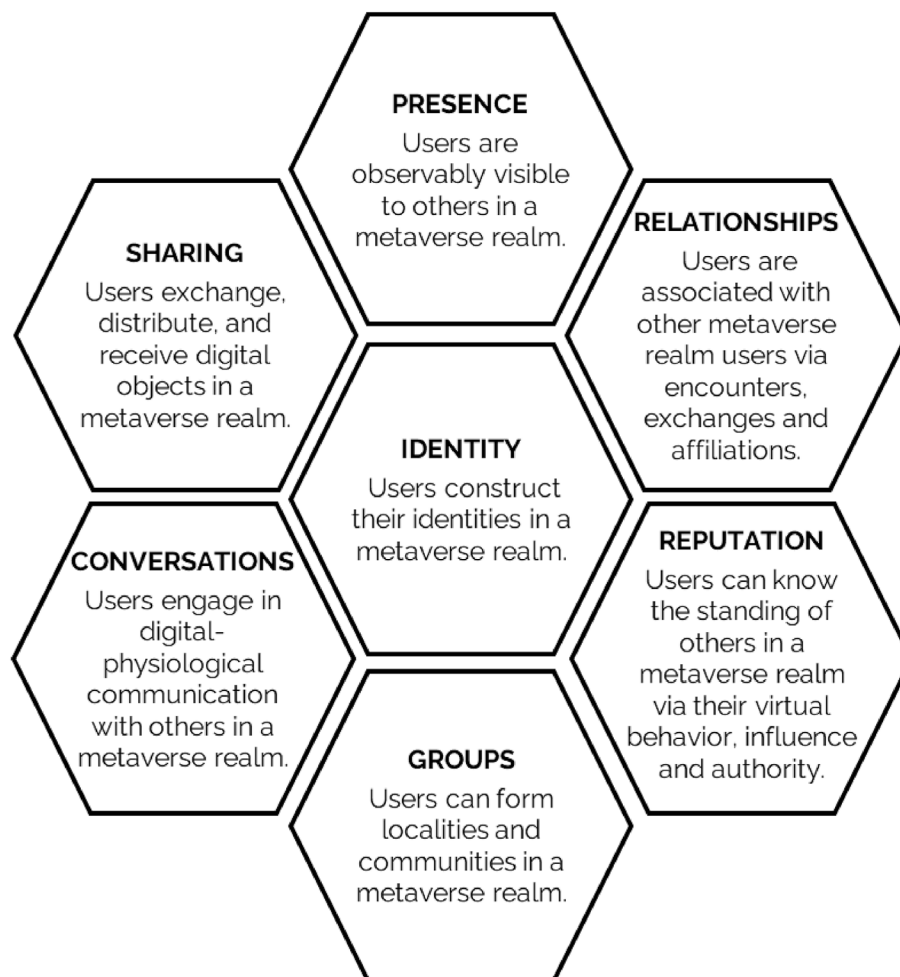 PRESENCE
Users are
observably visible
to others in a
metaverse realm.
SHARING
Users exchange,
distribute, and
receive digital
objects in a
metaverse realm.
RELATIONSHIPS
Users are
associated with
other metaverse
realm users via
encounters,
exchanges and
affiliations.
IDENTITY
Users construct
their identities in a
metaverse realm.
CONVERSATIONS
Users engage in
digital-
physiological
communication
with others in a
metaverse realm.
REPUTATION
Users can know
the standing of
others in a
metaverse realm
via their virtual
behavior, influence
and authority.
GROUPS
Users can form
localities and
communities in a
metaverse realm.